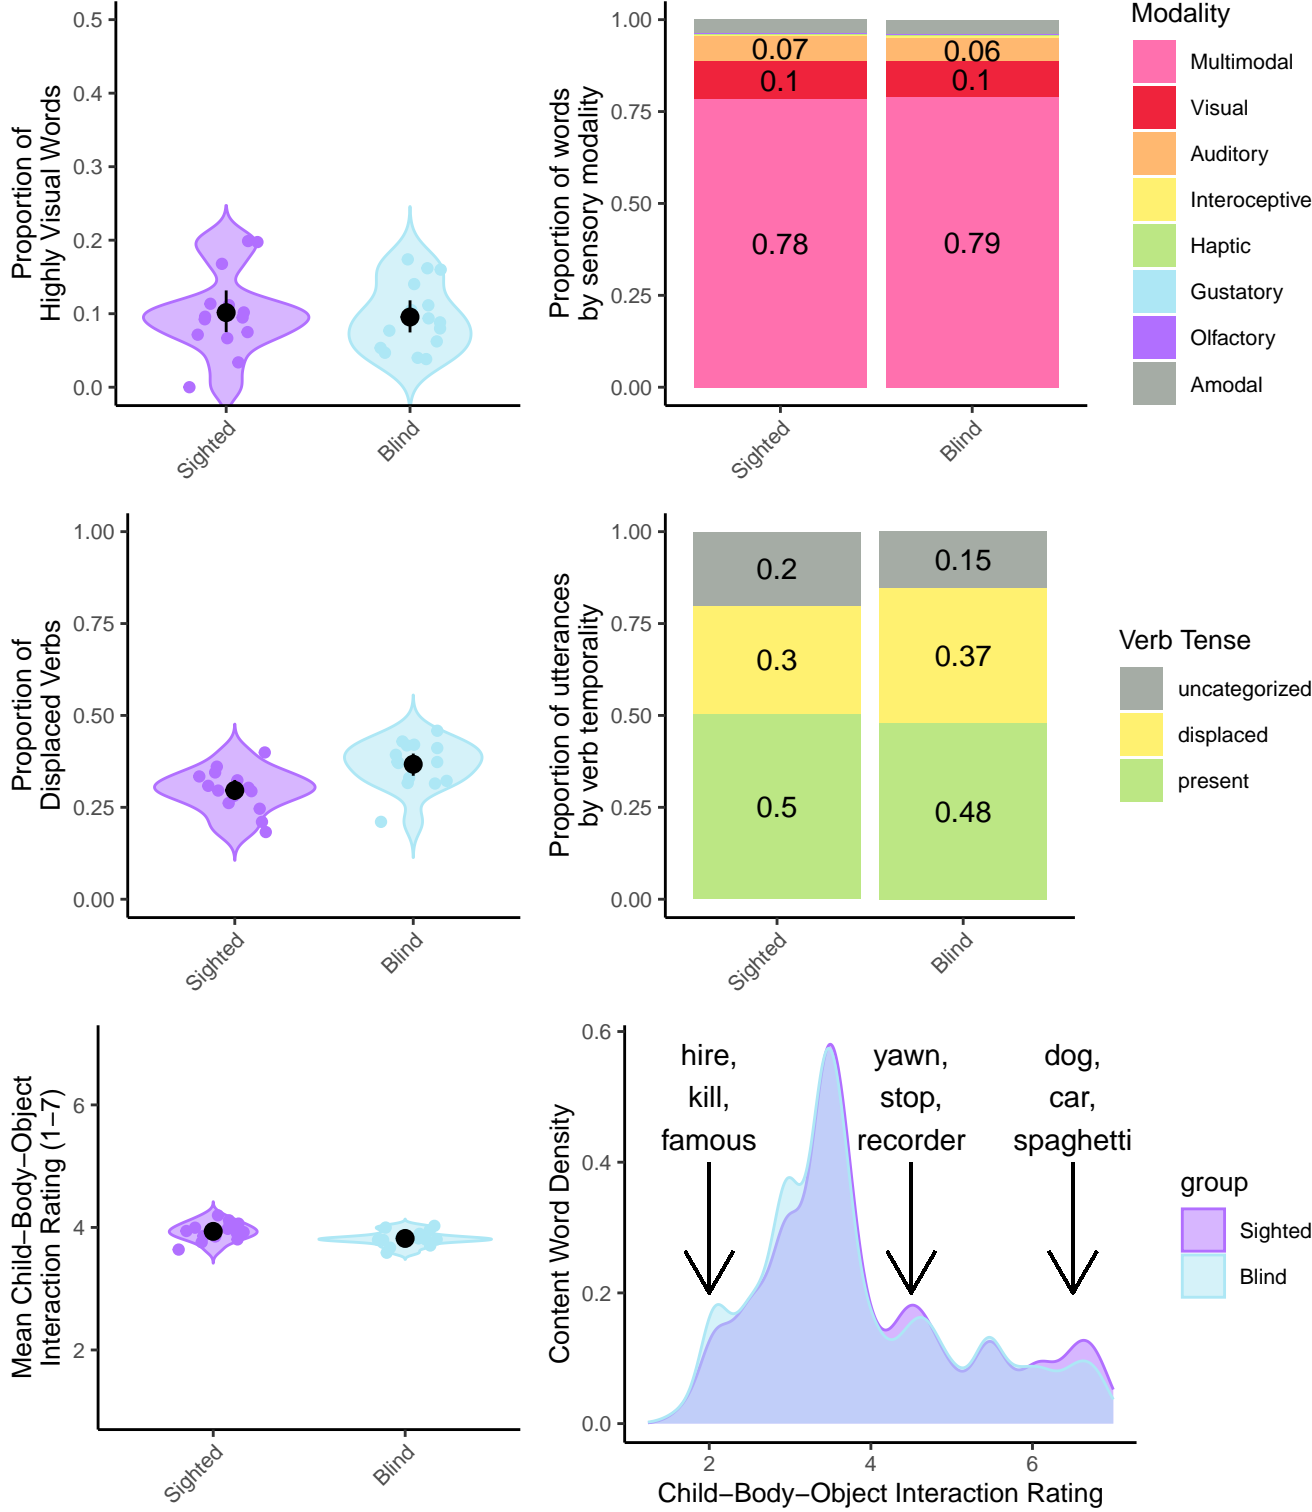 Proportion of
Highly Visual Words
0.5
0.4
0.3
0.2
0.1
0.0
Sighted
Blind
Proportion of words
by sensory modality
1.00
0.75
0.50
0.25
0.00
0.07
0.1
0.78
0.06
0.1
0.79
Sighted
Blind
Modality
Multimodal
Visual
Auditory
Interoceptive
Haptic
Gustatory
Olfactory
Amodal
Proportion of
Displaced Verbs
1.00
0.75
0.50
0.25
0.00
Sighted
Blind
Proportion of utterances
by verb temporality
1.00
0.75
0.50
0.25
0.00
0.2
0.3
0.5
0.15
0.37
0.48
Sighted
Blind
Verb Tense
uncategorized
displaced
present
Mean Child−Body−Object
Interaction Rating (1−7)
6
4
2
Sighted
Blind
Content Word Density
0.6
0.4
0.2
0.0
hire,
kill,
famous
yawn,
stop,
recorder
dog,
car,
spaghetti
2
4
6
Child−Body−Object Interaction Rating
group
Sighted
Blind